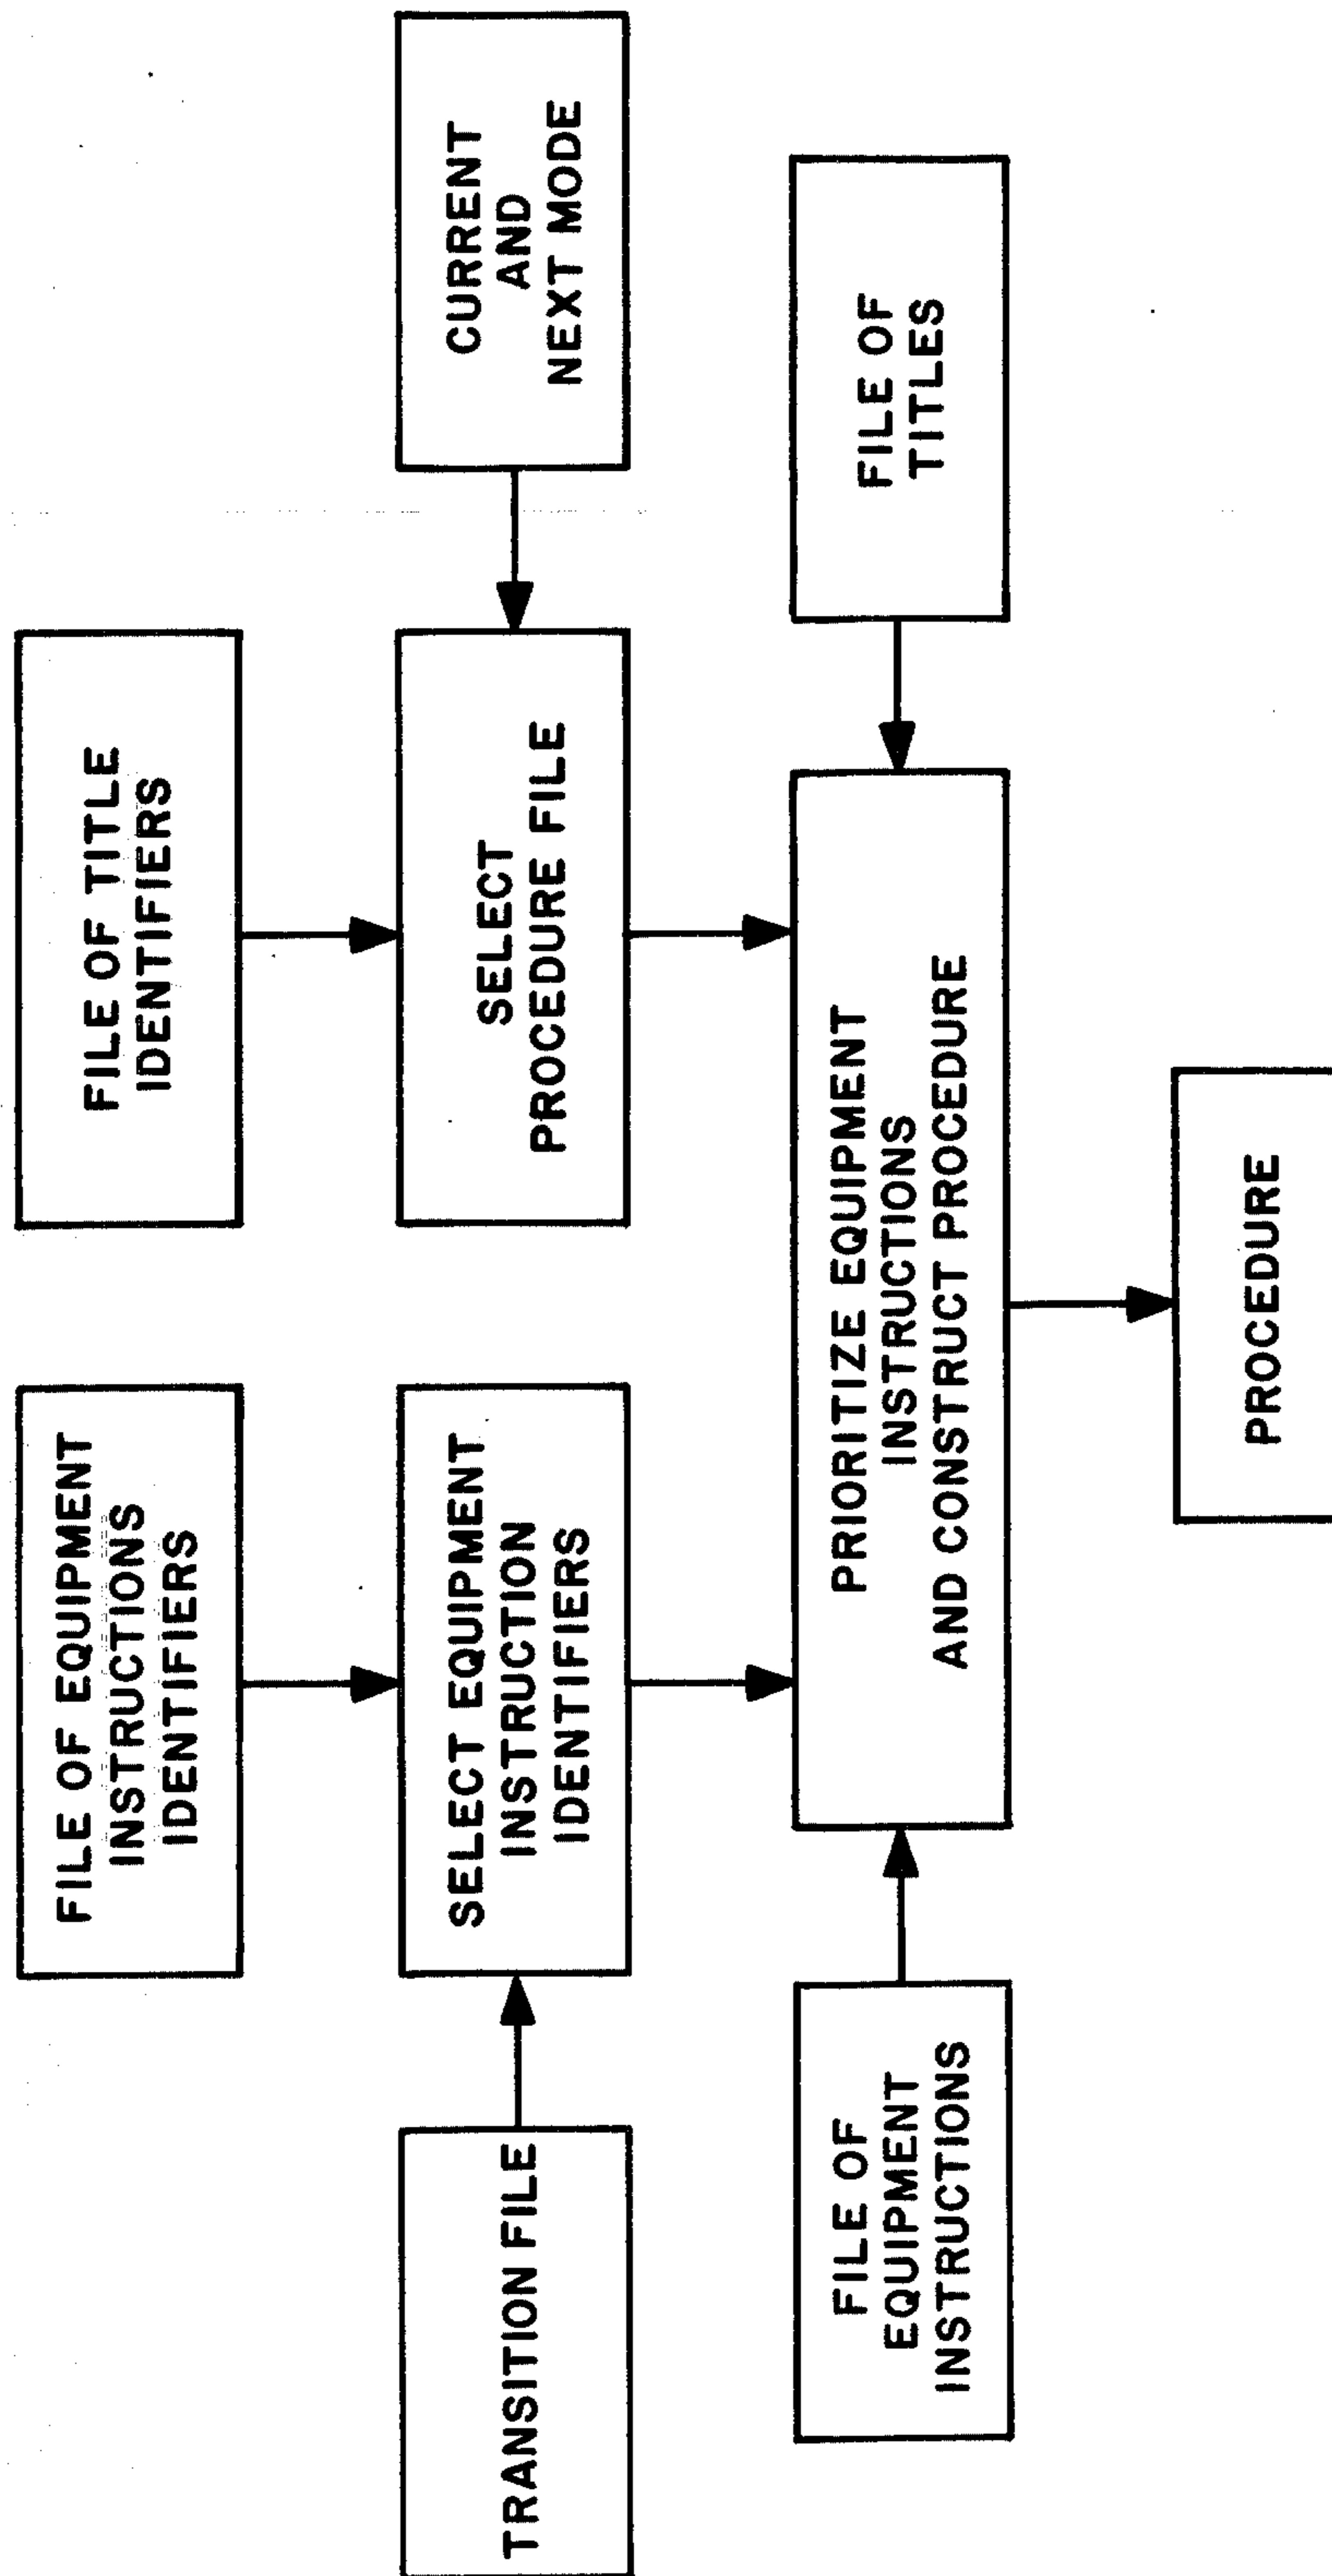 FILE OF EQUIPMENT
INSTRUCTIONS
IDENTIFIERS
FILE OF TITLE
IDENTIFIERS
TRANSITION FILE
SELECT EQUIPMENT
INSTRUCTION
IDENTIFIERS
SELECT
PROCEDURE FILE
CURRENT
AND
NEXT MODE
FILE OF
EQUIPMENT
INSTRUCTIONS
PRIORITIZE EQUIPMENT
INSTRUCTIONS
AND CONSTRUCT PROCEDURE
FILE OF
TITLES
PROCEDURE